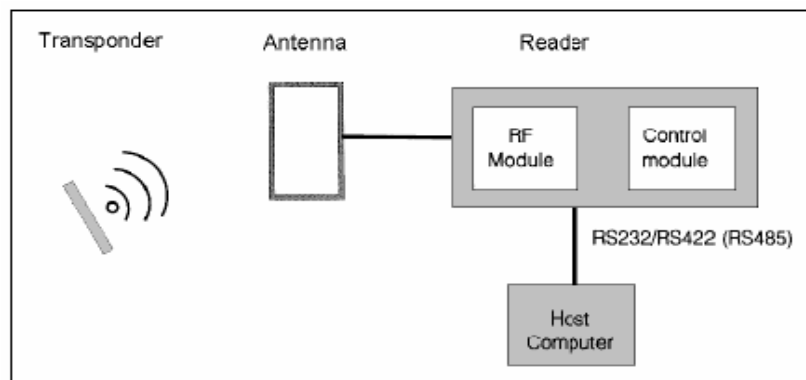 Transponder
Antenna
Reader
RF
Module
Control
module
RS232/RS422 (RS485)
Host
Computer